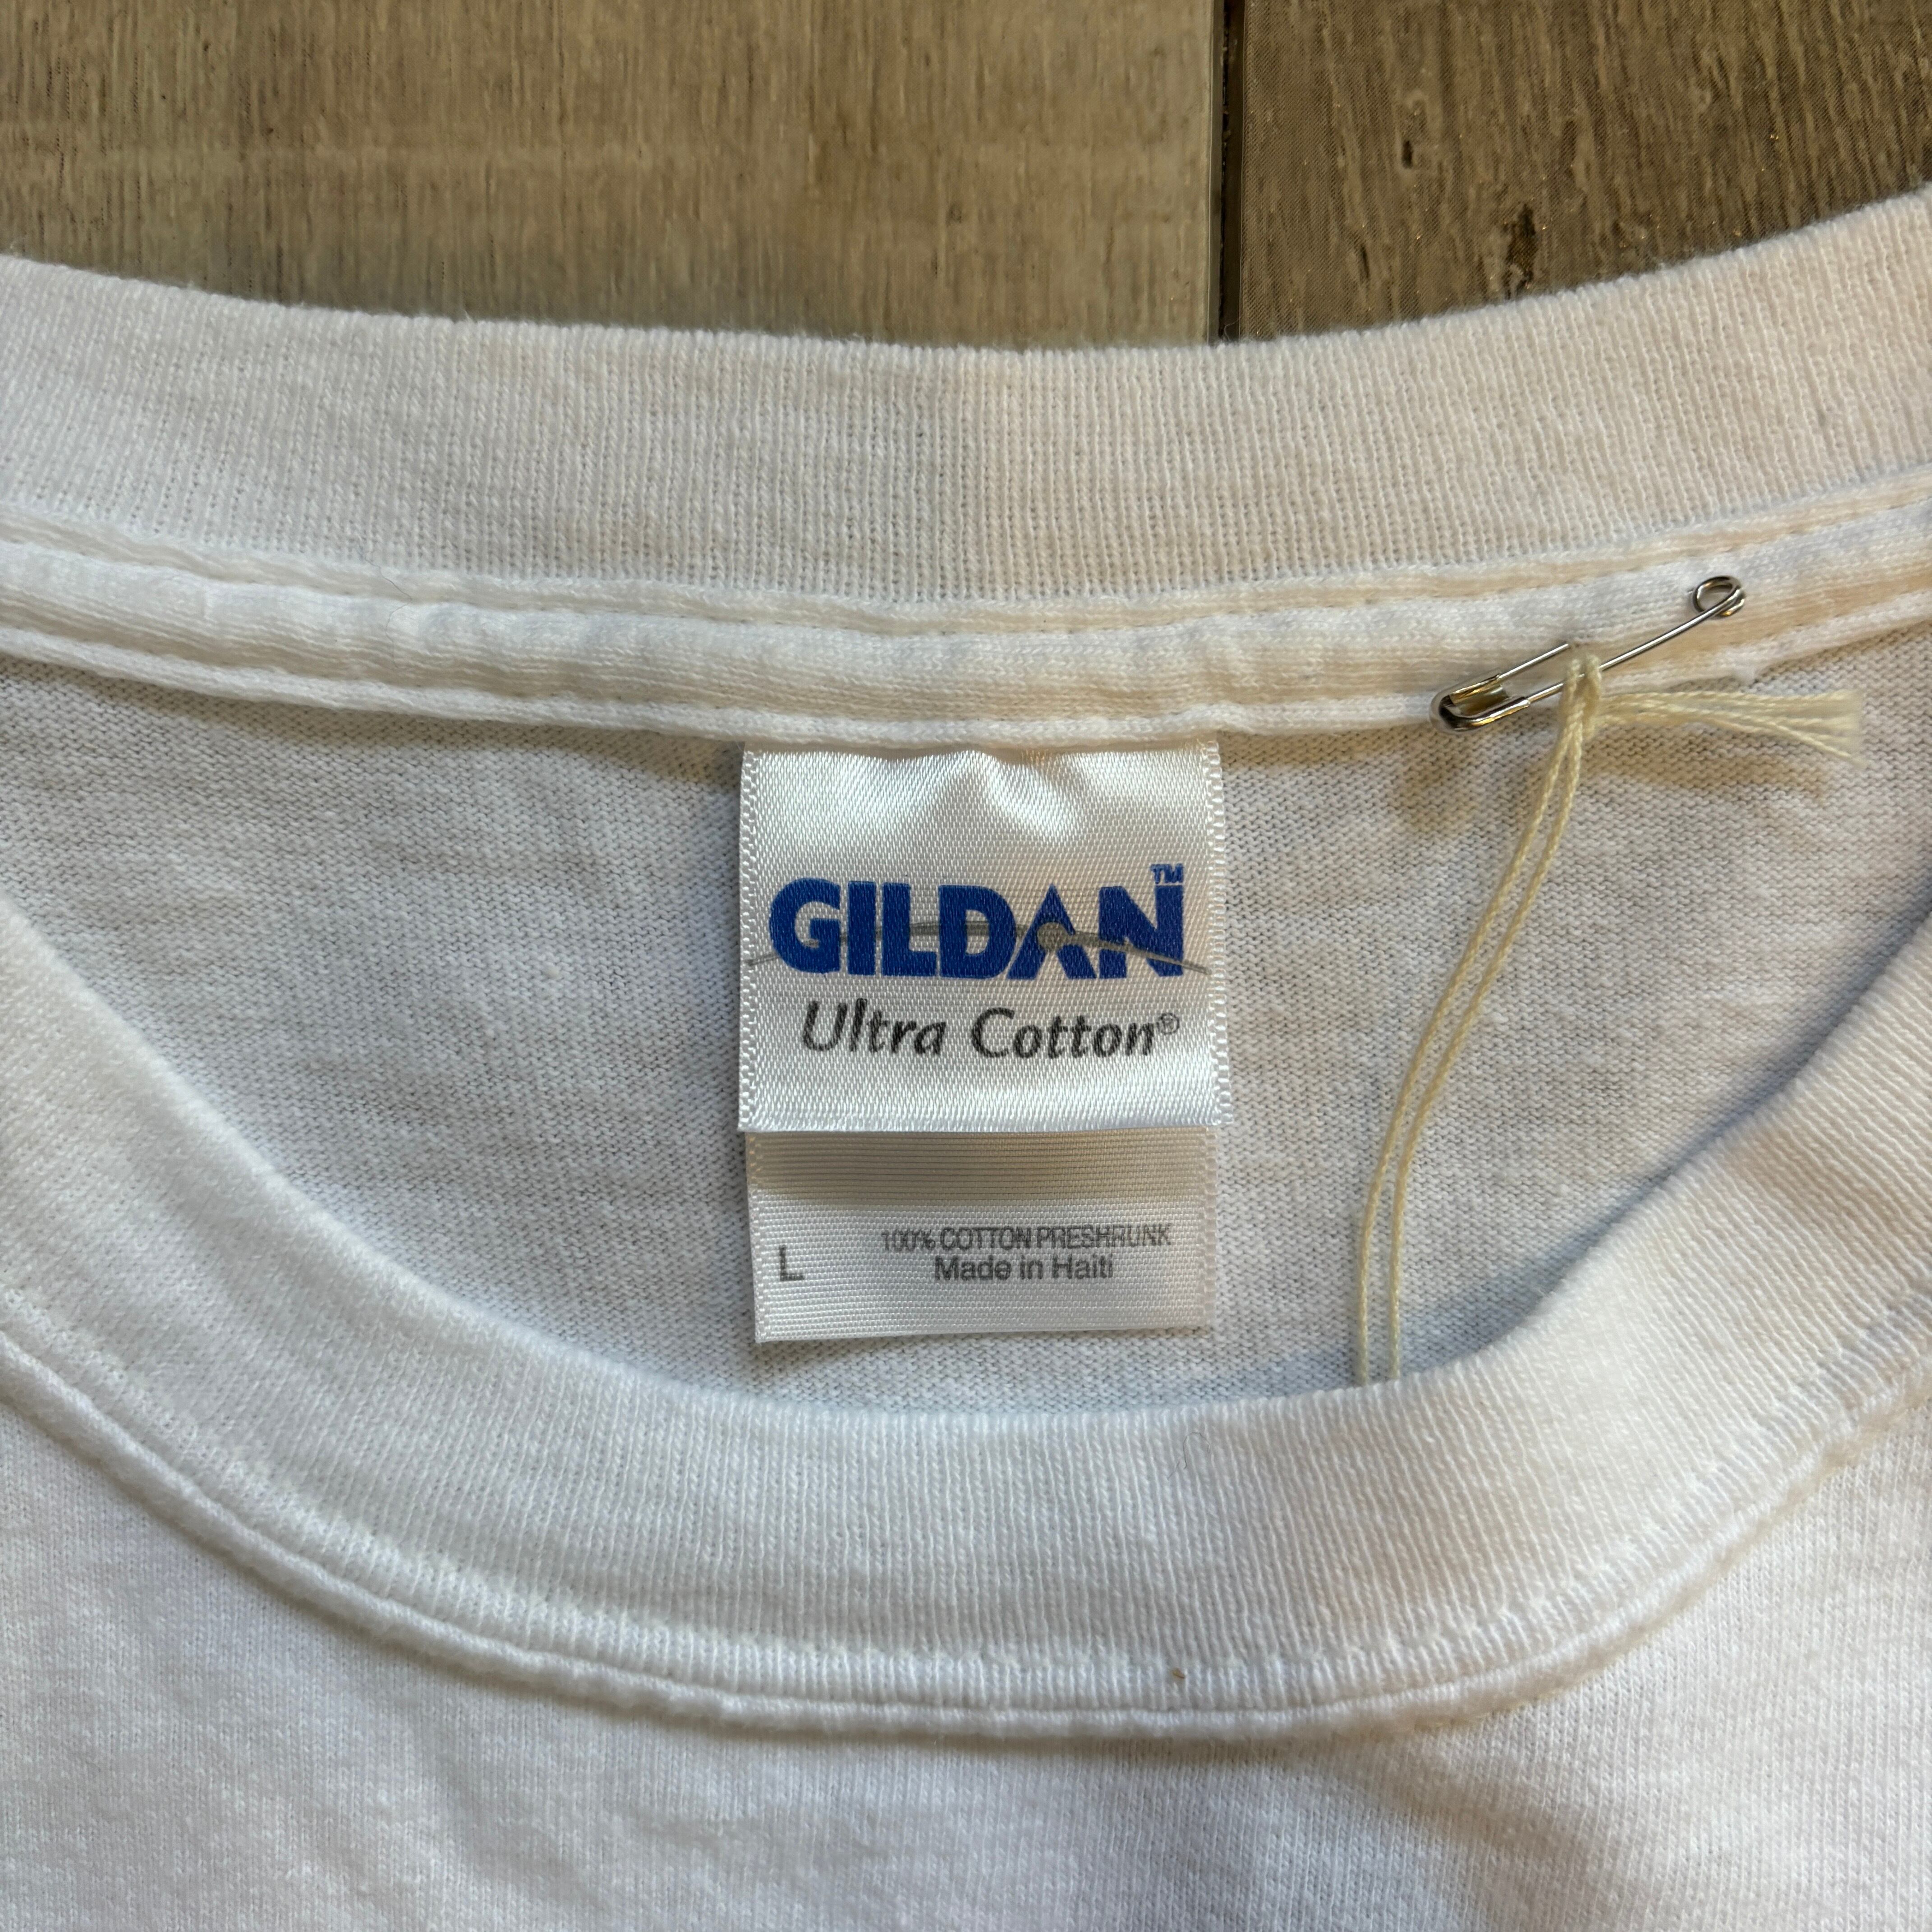 GILDAN™
Ultra Cotton®
100% COTTON PRESHRUNK
L Made in Haiti